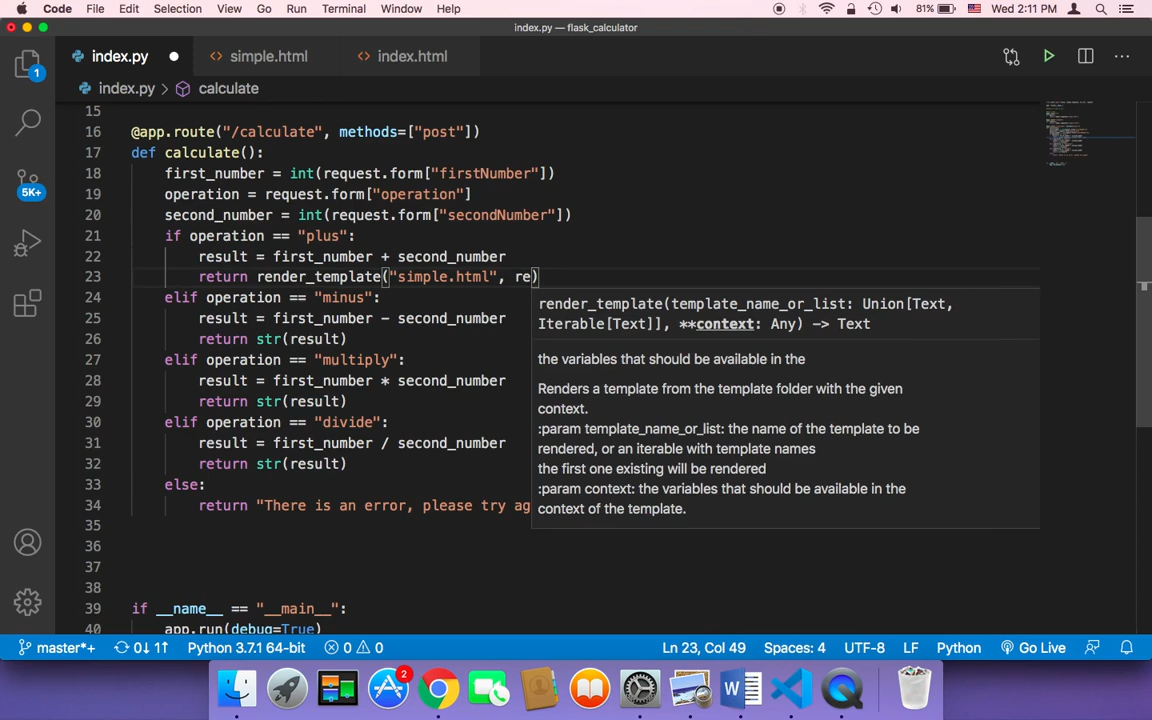 Code File Edit Selection View Go Run Terminal Window Help 81% Wed 2:11 PM
index.py — flask_calculator
index.py simple.html index.html
index.py > calculate
1
5K+
15
16 @app.route("/calculate", methods=["post"])
17 def calculate():
18 first_number = int(request.form["firstNumber"])
19 operation = request.form["operation"]
20 second_number = int(request.form["secondNumber"])
21 if operation == "plus":
22 result = first_number + second_number
23 return render_template("simple.html", re)
24 elif operation == "minus":
25 result = first_number - second_number
26 return str(result)
27 elif operation == "multiply":
28 result = first_number * second_number
29 return str(result)
30 elif operation == "divide":
31 result = first_number / second_number
32 return str(result)
33 else:
34 return "There is an error, please try ag
35
36
37
38
39 if __name__ == "__main__":
40 app.run(debug=True)
render_template(template_name_or_list: Union[Text,
Iterable[Text]], **context: Any) -> Text
the variables that should be available in the
Renders a template from the template folder with the given
context.
:param template_name_or_list: the name of the template to be
rendered, or an iterable with template names
the first one existing will be rendered
:param context: the variables that should be available in the
context of the template.
master*+ 0↓ 1↑ Python 3.7.1 64-bit 0 0 Ln 23, Col 49 Spaces: 4 UTF-8 LF Python Go Live
2